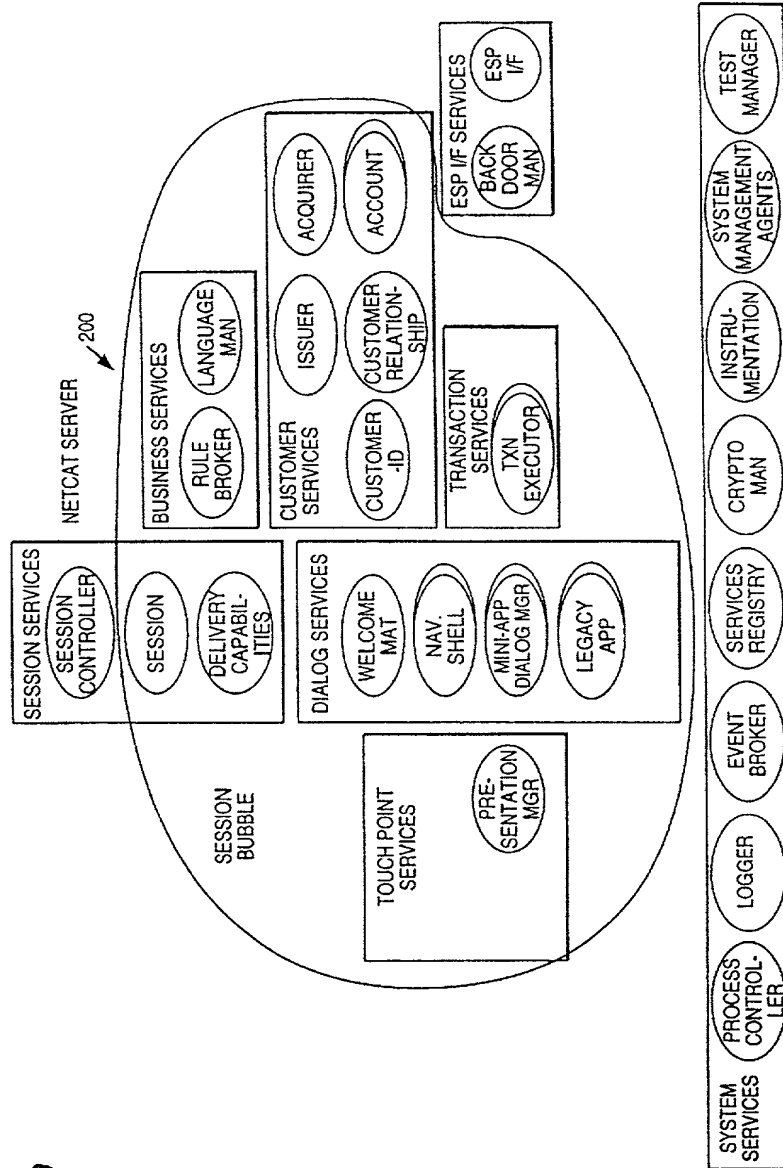 NETCAT SERVER
200
SESSION SERVICES
SESSION
CONTROLLER
SESSION
DELIVERY
CAPABIL-
ITIES
SESSION
BUBBLE
BUSINESS SERVICES
RULE
BROKER
LANGUAGE
MAN
CUSTOMER
SERVICES
ISSUER
ACQUIRER
CUSTOMER
-ID
CUSTOMER
RELATION-
SHIP
ACCOUNT
TOUCH POINT
SERVICES
PRE-
SENTATION
MGR
DIALOG SERVICES
WELCOME
MAT
NAV.
SHELL
MINI-APP
DIALOG MGR
LEGACY
APP
TRANSACTION
SERVICES
TXN
EXECUTOR
ESP I/F SERVICES
BACK
DOOR
MAN
ESP
I/F
SYSTEM
SERVICES
PROCESS
CONTROL-
LER
LOGGER
EVENT
BROKER
SERVICES
REGISTRY
CRYPTO
MAN
INSTRU-
MENTATION
SYSTEM
MANAGEMENT
AGENTS
TEST
MANAGER